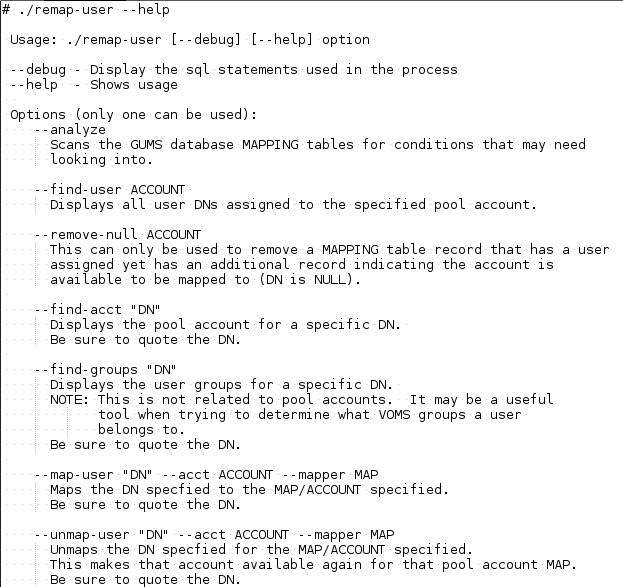 # ./remap-user --help
Usage: ./remap-user [--debug] [--help] option
--debug - Display the sql statements used in the process
--help - Shows usage
Options (only one can be used):
--analyze
Scans the GUMS database MAPPING tables for conditions that may need
looking into.
--find-user ACCOUNT
Displays all user DNs assigned to the specified pool account.
--remove-null ACCOUNT
This can only be used to remove a MAPPING table record that has a user
assigned yet has an additional record indicating the account is
available to be mapped to (DN is NULL).
--find-acct "DN"
Displays the pool account for a specific DN.
Be sure to quote the DN.
--find-groups "DN"
Displays the user groups for a specific DN.
NOTE: This is not related to pool accounts. It may be a useful
tool when trying to determine what VOMS groups a user
belongs to.
Be sure to quote the DN.
--map-user "DN" --acct ACCOUNT --mapper MAP
Maps the DN specfied to the MAP/ACCOUNT specified.
Be sure to quote the DN.
--unmap-user "DN" --acct ACCOUNT --mapper MAP
Unmaps the DN specfied for the MAP/ACCOUNT specified.
This makes that account available again for that pool account MAP.
Be sure to quote the DN.